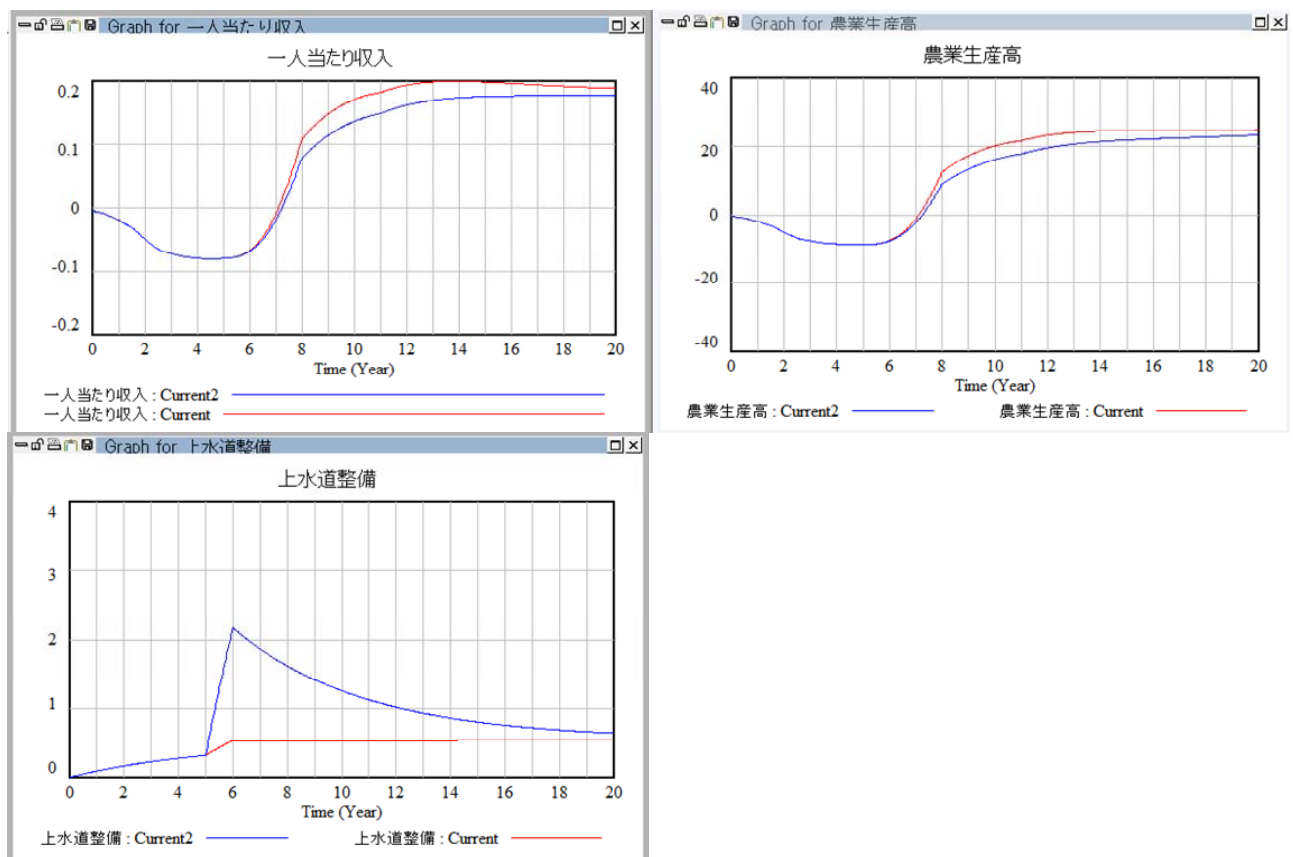 Graph for 一人当たり収入
一人当たり収入
0.2
0.1
0
-0.1
-0.2
0 2 4 6 8 10 12 14 16 18 20
Time (Year)
一人当たり収入 : Current2
一人当たり収入 : Current
Graph for 農業生産高
農業生産高
40
20
0
-20
-40
0 2 4 6 8 10 12 14 16 18 20
Time (Year)
農業生産高 : Current2 農業生産高 : Current
Graph for 上水道整備
上水道整備
4
3
2
1
0
0 2 4 6 8 10 12 14 16 18 20
Time (Year)
上水道整備 : Current2 上水道整備 : Current